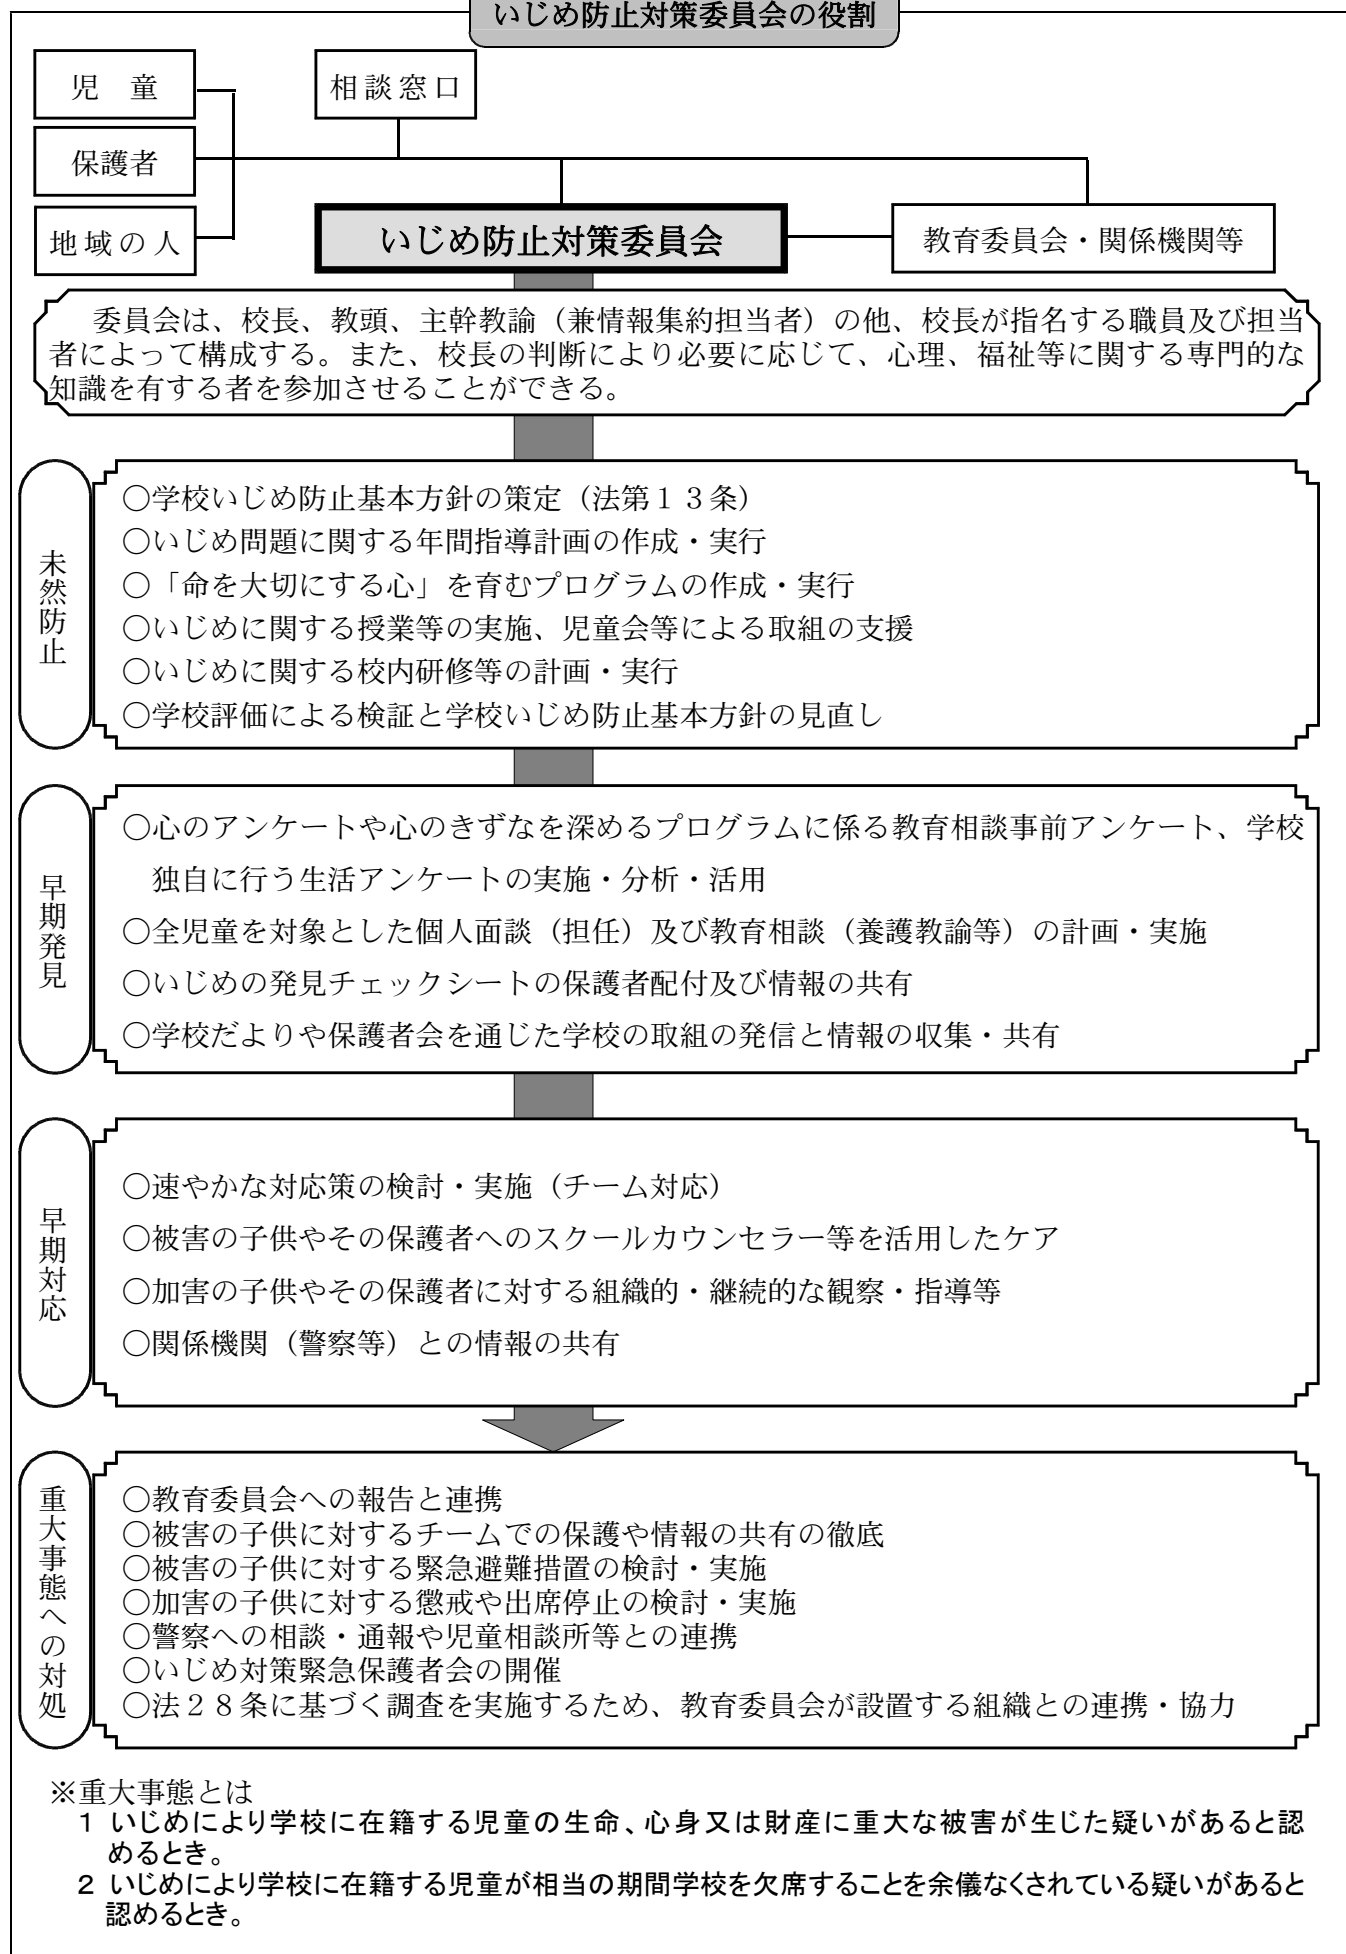 いじめ防止対策委員会の役割
児　童
相談窓口
保護者
地域の人
いじめ防止対策委員会
教育委員会・関係機関等
委員会は、校長、教頭、主幹教諭（兼情報集約担当者）の他、校長が指名する職員及び担当
者によって構成する。また、校長の判断により必要に応じて、心理、福祉等に関する専門的な
知識を有する者を参加させることができる。
未然防止
○学校いじめ防止基本方針の策定（法第１３条）
○いじめ問題に関する年間指導計画の作成・実行
○「命を大切にする心」を育むプログラムの作成・実行
○いじめに関する授業等の実施、児童会等による取組の支援
○いじめに関する校内研修等の計画・実行
○学校評価による検証と学校いじめ防止基本方針の見直し
早期発見
○心のアンケートや心のきずなを深めるプログラムに係る教育相談事前アンケート、学校
独自に行う生活アンケートの実施・分析・活用
○全児童を対象とした個人面談（担任）及び教育相談（養護教諭等）の計画・実施
○いじめの発見チェックシートの保護者配付及び情報の共有
○学校だよりや保護者会を通じた学校の取組の発信と情報の収集・共有
早期対応
○速やかな対応策の検討・実施（チーム対応）
○被害の子供やその保護者へのスクールカウンセラー等を活用したケア
○加害の子供やその保護者に対する組織的・継続的な観察・指導等
○関係機関（警察等）との情報の共有
重大事態への対処
○教育委員会への報告と連携
○被害の子供に対するチームでの保護や情報の共有の徹底
○被害の子供に対する緊急避難措置の検討・実施
○加害の子供に対する懲戒や出席停止の検討・実施
○警察への相談・通報や児童相談所等との連携
○いじめ対策緊急保護者会の開催
○法２８条に基づく調査を実施するため、教育委員会が設置する組織との連携・協力
※重大事態とは
１ いじめにより学校に在籍する児童の生命、心身又は財産に重大な被害が生じた疑いがあると認
めるとき。
２ いじめにより学校に在籍する児童が相当の期間学校を欠席することを余儀なくされている疑いがあると
認めるとき。